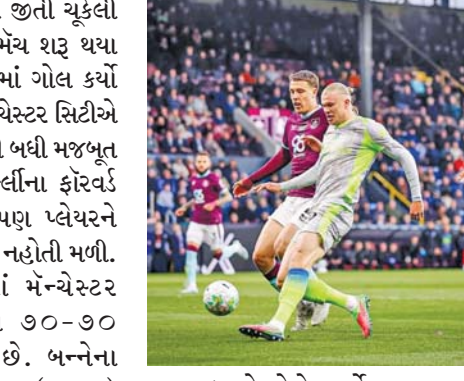 જીતી ચૂકેલી
મૅચ શરૂ થયા
માં ગોલ કર્યો
ચેસ્ટર સિટીએ
બધી મજબૂત
ર્લીના ફૉરવર્ડ
પણ પ્લેયરને
નહોતી મળી.
માં મૅન્ચેસ્ટર
૭૦-૭૦
છે. બન્નેના